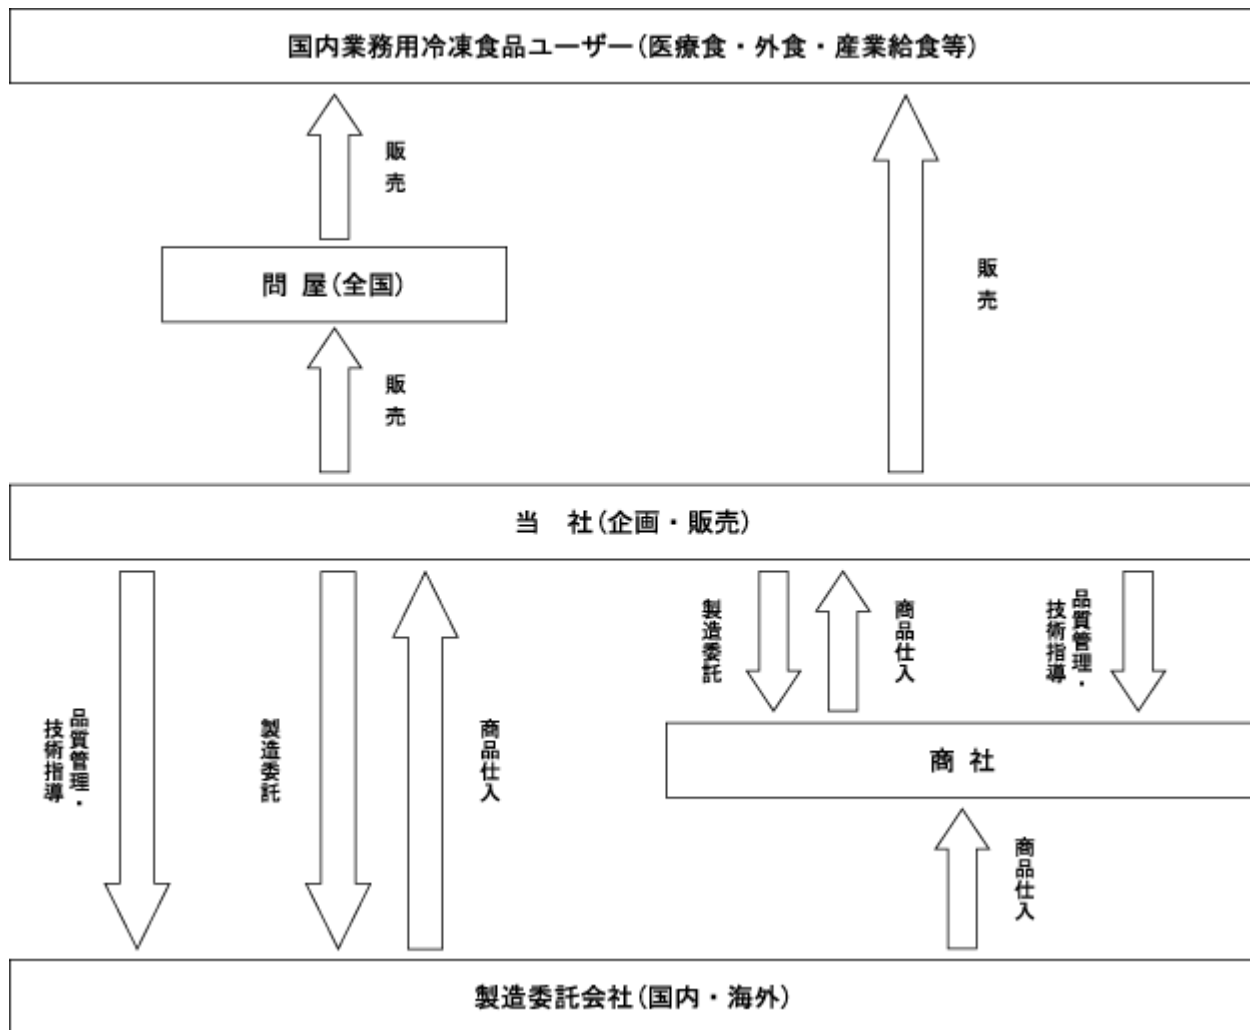 国内業務用冷凍食品ユーザー(医療食・外食・産業給食等)
販売
問 屋(全国)
販売
販売
当 社(企画・販売)
品質管理・
技術指導
製造委託
商品仕入
製造委託
商品仕入
品質管理・
技術指導
商 社
商品仕入
製造委託会社(国内・海外)